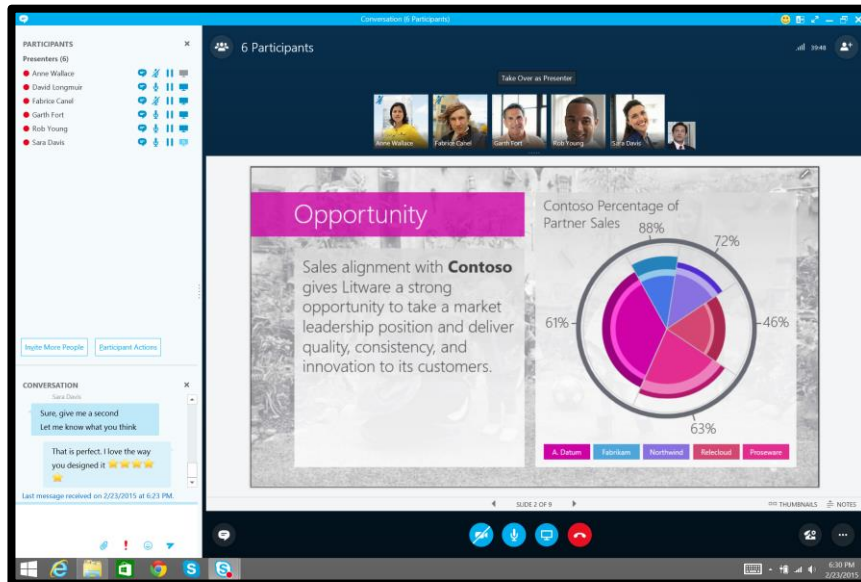 Conversation (6 Participants)
PARTICIPANTS
Presenters (6)
Anne Wallace
David Longmuir
Fabrice Canel
Garth Fort
Rob Young
Sara Davis
Invite More People
Participant Actions
CONVERSATION
Sara Davis
Sure, give me a second
Let me know what you think
That is perfect. I love the way
you designed it
Last message received on 2/23/2015 at 6:23 PM.
6 Participants
39:48
Take Over as Presenter
Anne Wallace
Fabrice Canel
Garth Fort
Rob Young
Sara Davis
Opportunity
Sales alignment with Contoso
gives Litware a strong
opportunity to take a market
leadership position and deliver
quality, consistency, and
innovation to its customers.
Contoso Percentage of
Partner Sales
88%
72%
61%
46%
63%
A. Datum
Fabrikam
Northwind
Relecloud
Proseware
SLIDE 2 OF 9
THUMBNAILS
NOTES
6:30 PM
2/23/2015